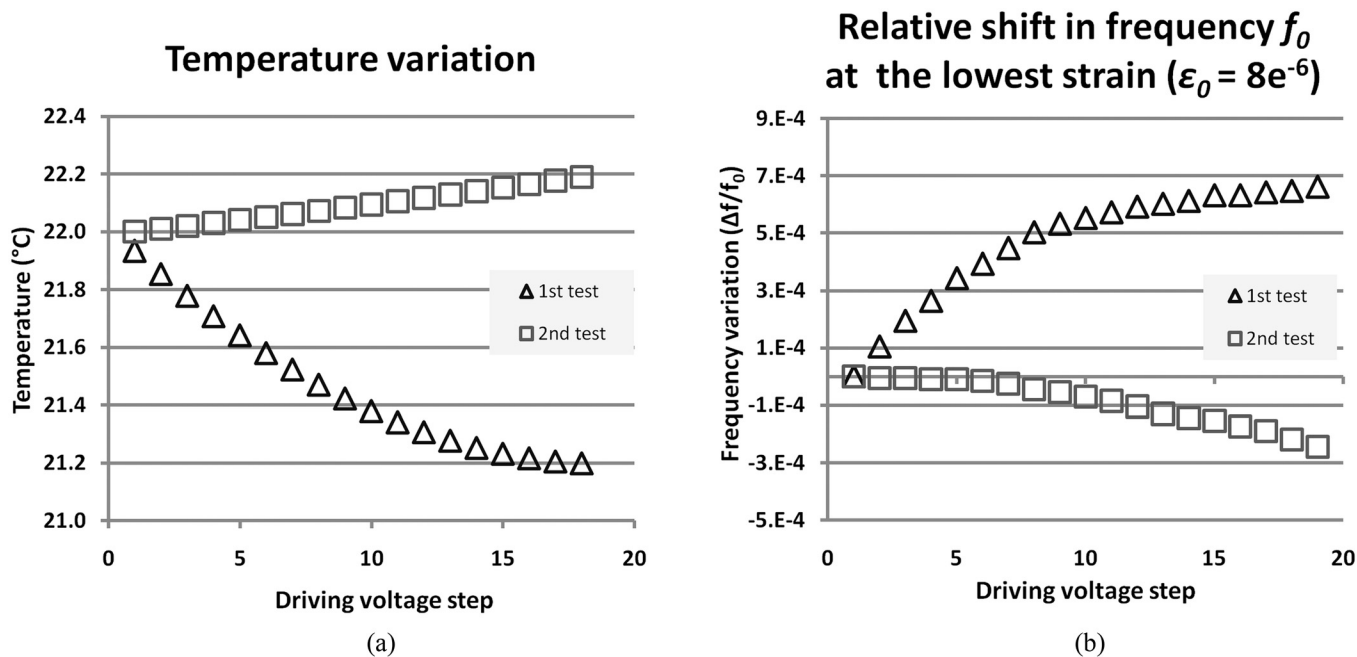 Temperature variation
22.4
22.2
22.0
21.8
21.6
21.4
21.2
21.0
Temperature (°C)
1st test
2nd test
0 5 10 15 20
Driving voltage step
(a)
Relative shift in frequency f0
at the lowest strain (ε0 = 8e-6)
9.E-4
7.E-4
5.E-4
3.E-4
1.E-4
-1.E-4
-3.E-4
-5.E-4
Frequency variation (Δf/f0)
1st test
2nd test
0 5 10 15 20
Driving voltage step
(b)